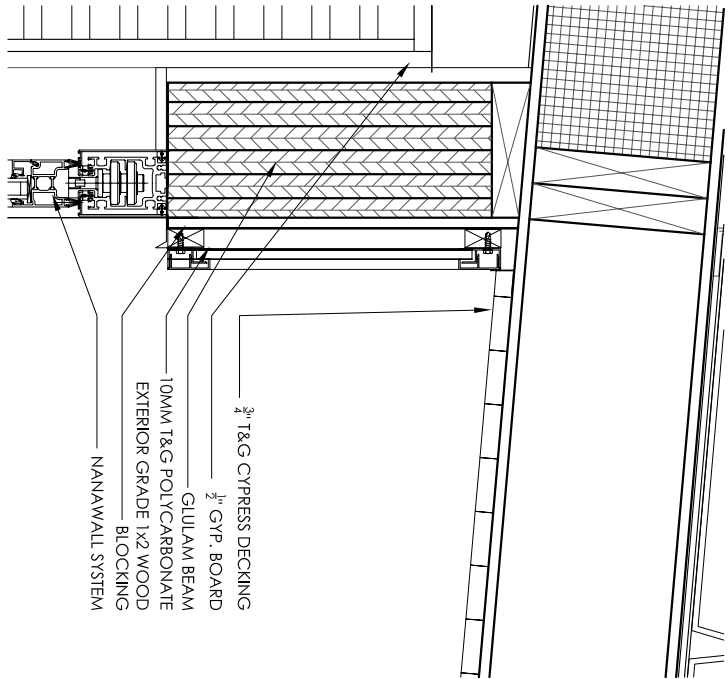 ¾" T&G CYPRESS DECKING
½" GYP. BOARD
GLULAM BEAM
10MM T&G POLYCARBONATE
EXTERIOR GRADE 1x2 WOOD
BLOCKING
NANAWALL SYSTEM